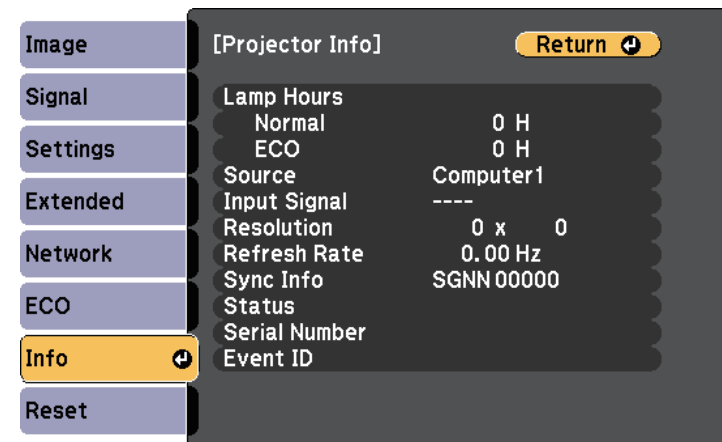 Image
Signal
Settings
Extended
Network
ECO
Info
Reset
[Projector Info]
Return
Lamp Hours
Normal 0 H
ECO 0 H
Source Computer1
Input Signal ----
Resolution 0 x 0
Refresh Rate 0.00 Hz
Sync Info SGNN 00000
Status
Serial Number
Event ID